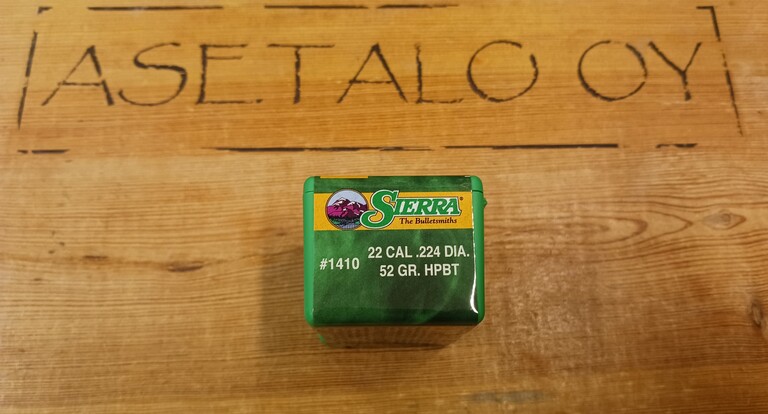 ASETALO OY
SIERRA®
The Bulletsmiths
#1410
22 CAL .224 DIA.
52 GR. HPBT